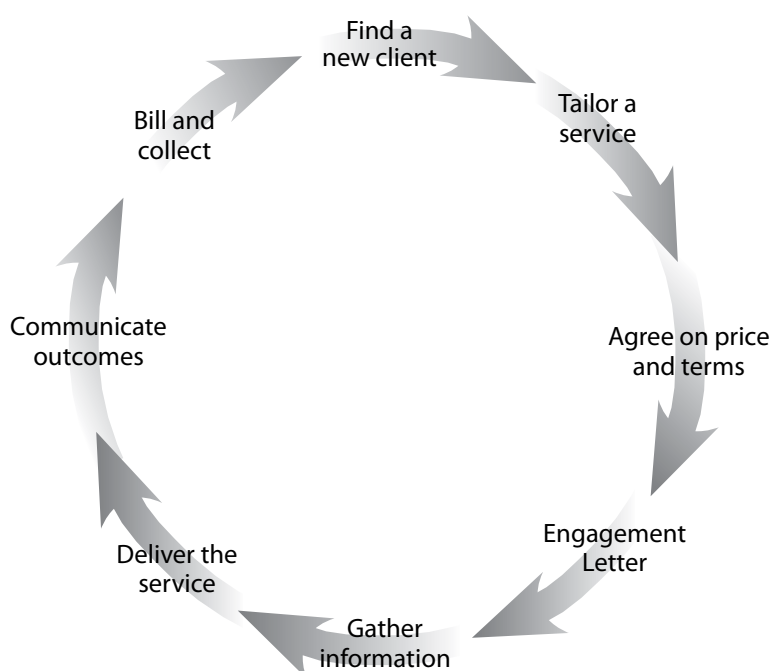 Find a
new client
Tailor a
service
Agree on price
and terms
Engagement
Letter
Gather
information
Deliver the
service
Communicate
outcomes
Bill and
collect